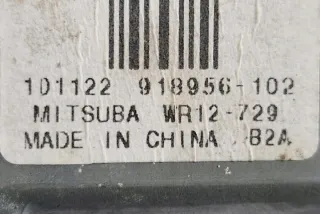 101122 918956-102
MITSUBA WR12-729
MADE IN CHINA B2A